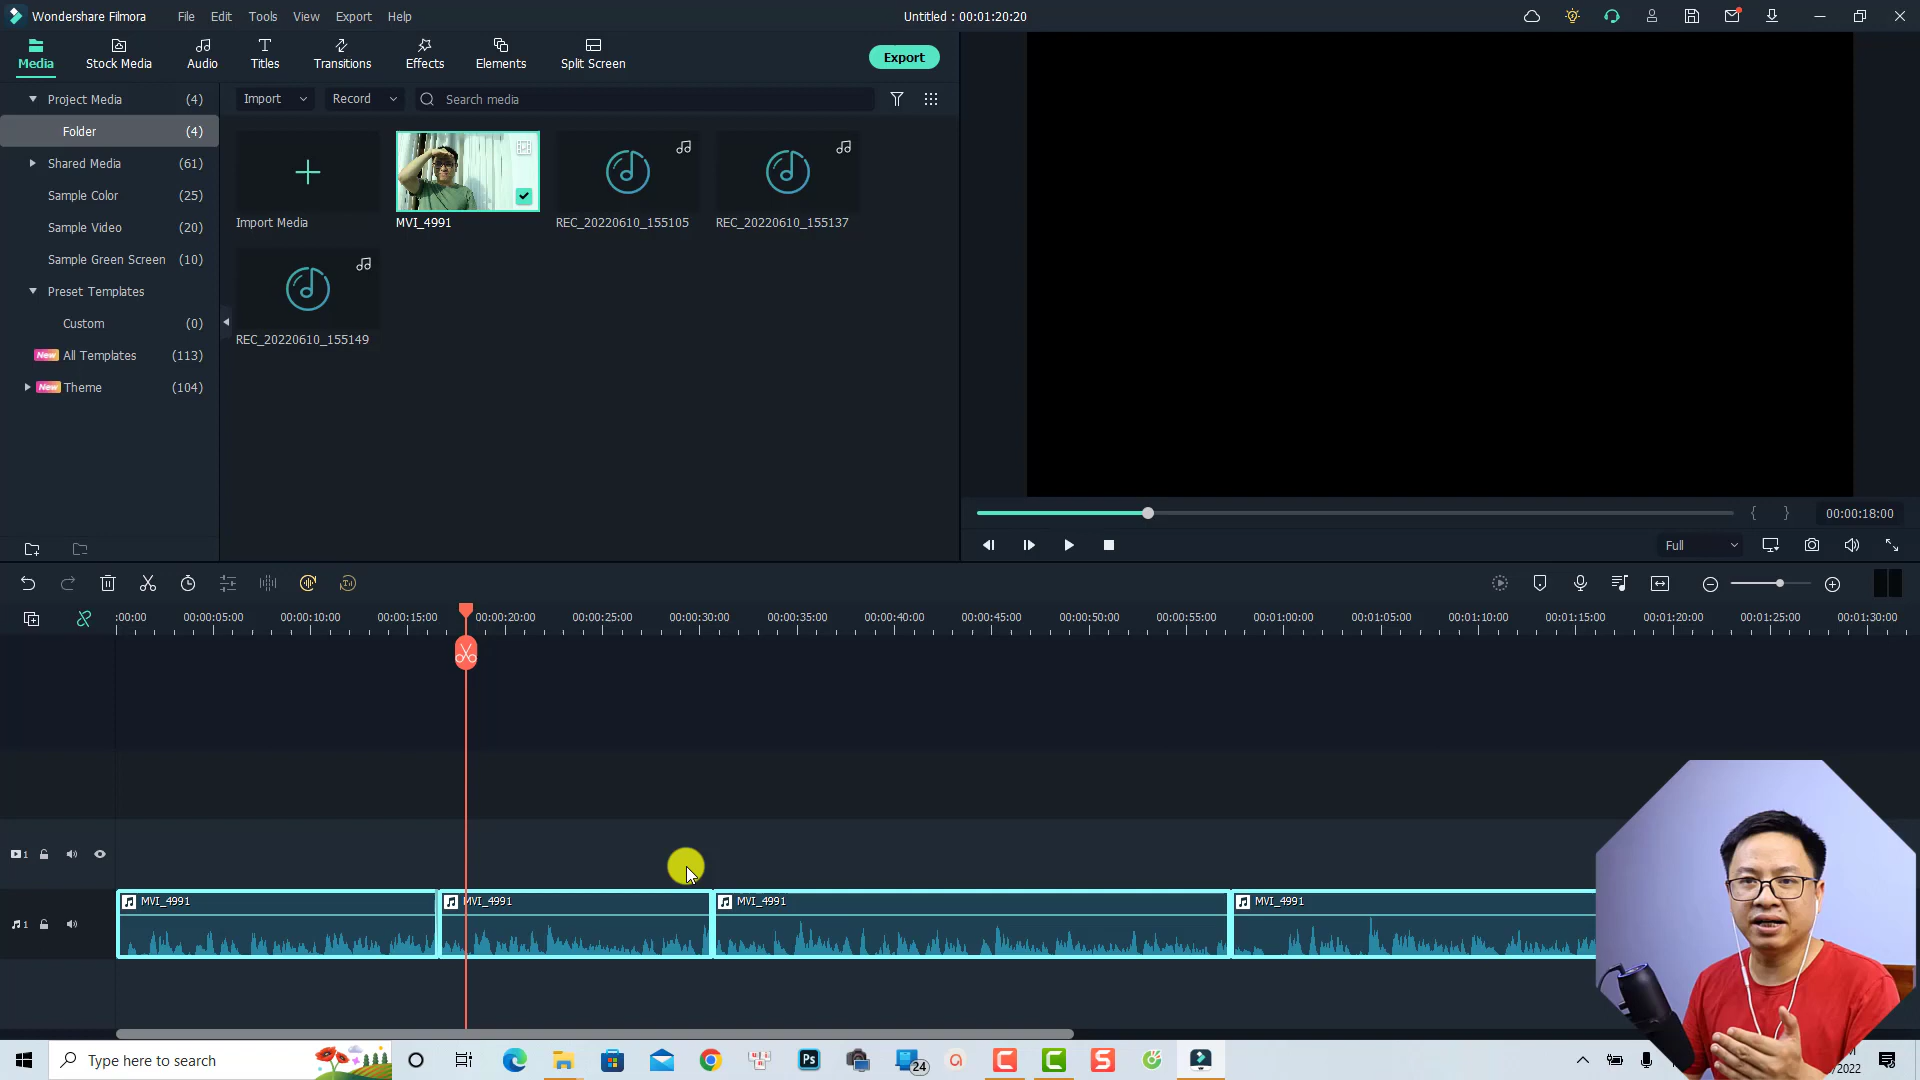 Wondershare Filmora File Edit Tools View Export Help Untitled : 00:01:20:20
Media Stock Media Audio Titles Transitions Effects Elements Split Screen Export
Project Media (4)
Folder (4)
Shared Media (61)
Sample Color (25)
Sample Video (20)
Sample Green Screen (10)
Preset Templates
Custom (0)
New All Templates (113)
New Theme (104)
Import Record Search media
Import Media MVI_4991 REC_20220610_155105 REC_20220610_155137
REC_20220610_155149
00:00:18:00
Full
:00:00 00:00:05:00 00:00:10:00 00:00:15:00 00:00:20:00 00:00:25:00 00:00:30:00 00:00:35:00 00:00:40:00 00:00:45:00 00:00:50:00 00:00:55:00 00:01:00:00 00:01:05:00 00:01:10:00 00:01:15:00 00:01:20:00 00:01:25:00 00:01:30:00
1
MVI_4991 MVI_4991 MVI_4991 MVI_4991
1
Type here to search Ps 24 C C S
/2022